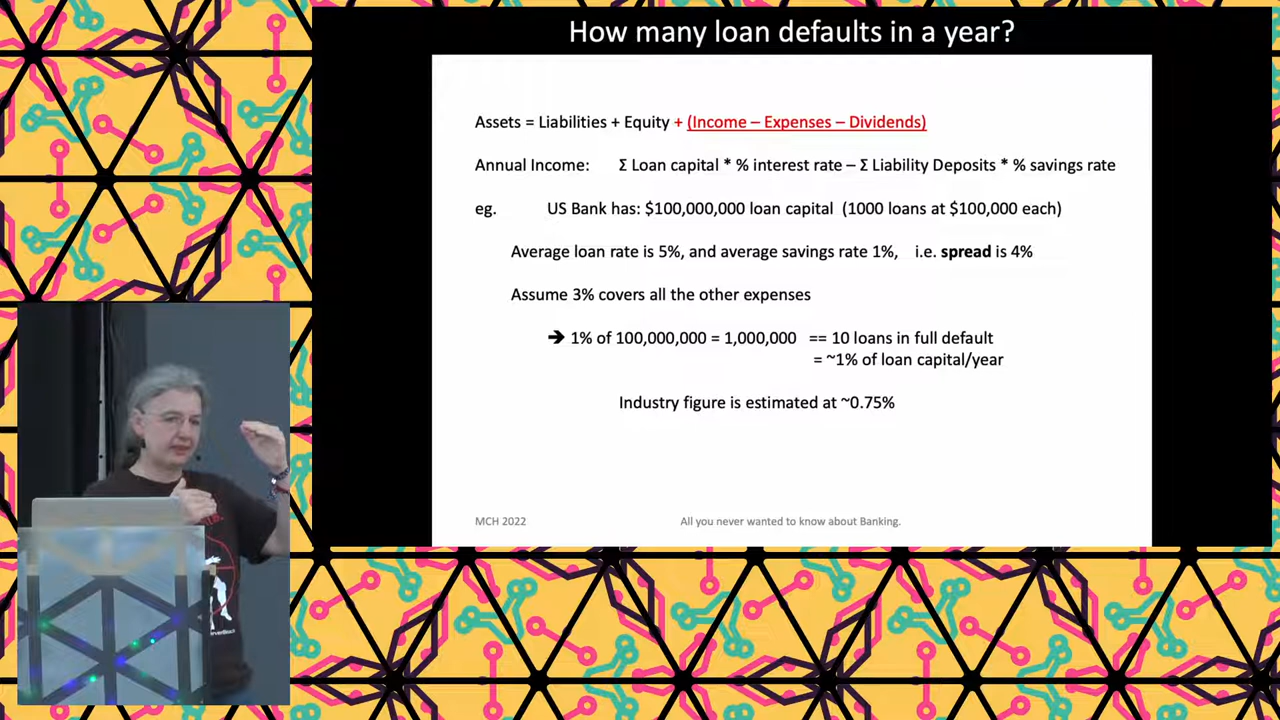 How many loan defaults in a year?
Assets = Liabilities + Equity + (Income – Expenses – Dividends)
Annual Income: Σ Loan capital * % interest rate – Σ Liability Deposits * % savings rate
eg. US Bank has: $100,000,000 loan capital (1000 loans at $100,000 each)
Average loan rate is 5%, and average savings rate 1%, i.e. spread is 4%
Assume 3% covers all the other expenses
➔ 1% of 100,000,000 = 1,000,000 == 10 loans in full default
= ~1% of loan capital/year
Industry figure is estimated at ~0.75%
MCH 2022 All you never wanted to know about Banking.